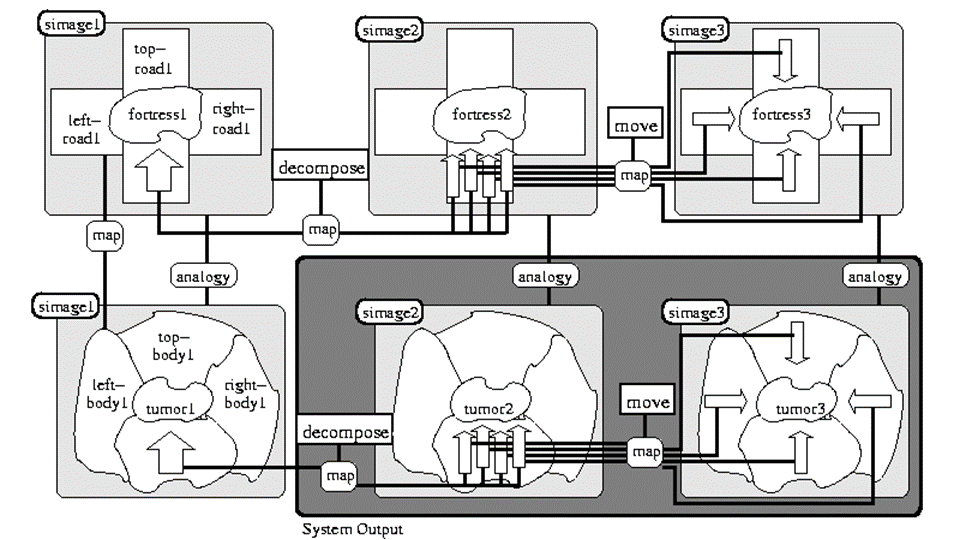 simage1
top-
road1
left-
road1
fortress1
right-
road1
simage2
fortress2
simage3
fortress3
move
map
decompose
map
map
analogy
analogy
analogy
simage1
top-
body1
left-
body1
right-
body1
tumor1
simage2
tumor2
simage3
tumor3
move
map
decompose
map
System Output